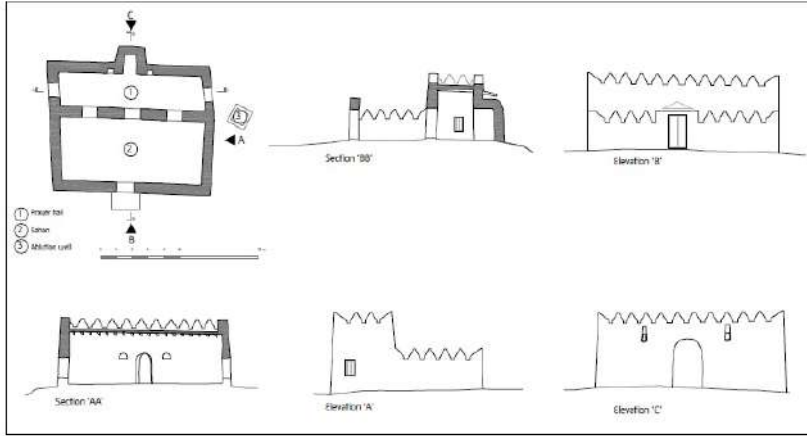 C
1
3
A
2
B
1 Prayer hall
2 Sahan
3 Ablution well
Section 'BB'
Elevation 'B'
Section 'AA'
Elevation 'A'
Elevation 'C'